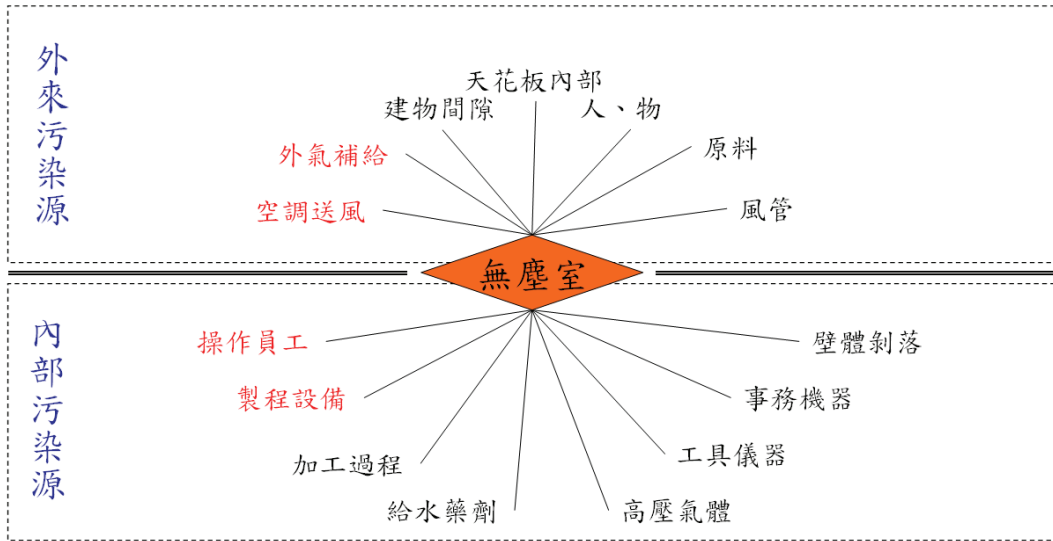 外來污染源
天花板內部
建物間隙
人、物
外氣補給
原料
空調送風
風管
無塵室
內部污染源
操作員工
壁體剝落
製程設備
事務機器
加工過程
工具儀器
給水藥劑
高壓氣體